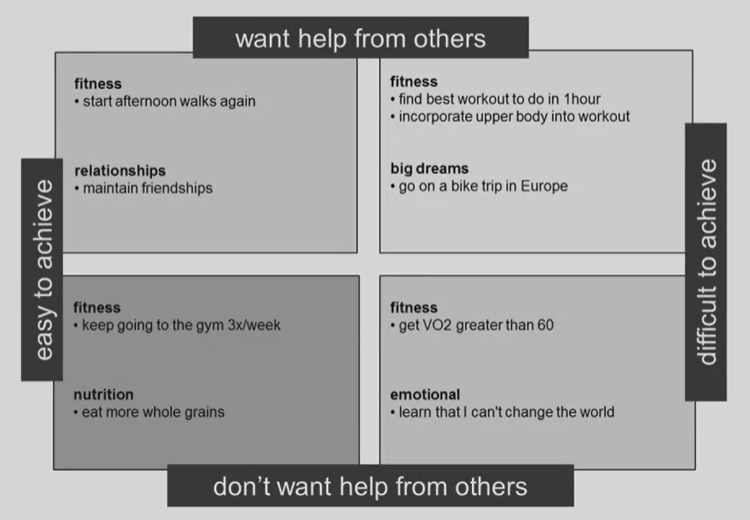 want help from others
fitness
• start afternoon walks again
relationships
• maintain friendships
fitness
• find best workout to do in 1hour
• incorporate upper body into workout
big dreams
• go on a bike trip in Europe
easy to achieve
difficult to achieve
fitness
• keep going to the gym 3x/week
nutrition
• eat more whole grains
fitness
• get VO2 greater than 60
emotional
• learn that I can't change the world
don’t want help from others